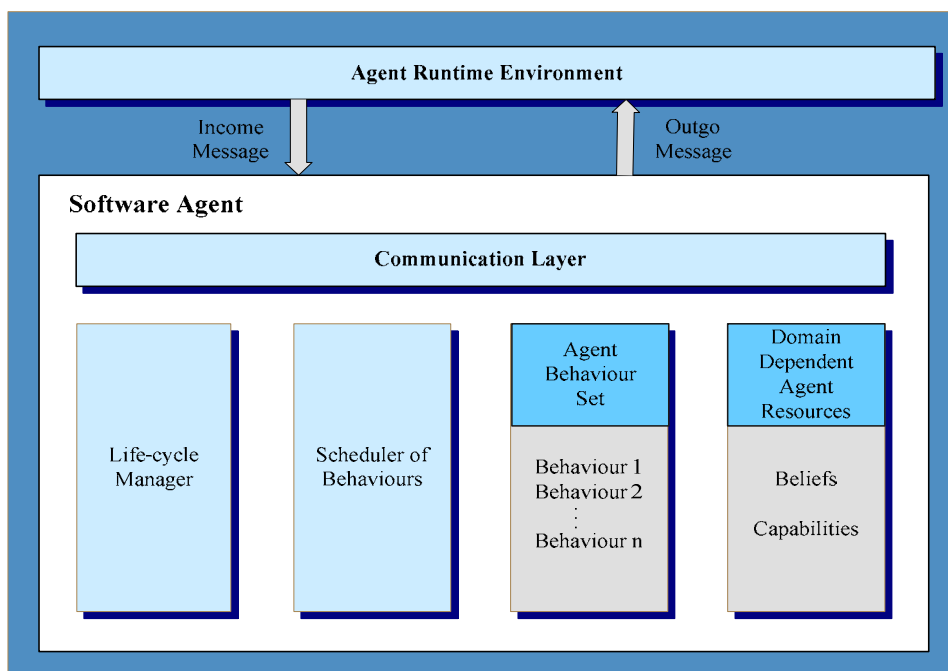 Agent Runtime Environment
Income
Message
Outgo
Message
Software Agent
Communication Layer
Life-cycle
Manager
Scheduler of
Behaviours
Agent
Behaviour
Set
Behaviour 1
Behaviour 2
⋮
Behaviour n
Domain
Dependent
Agent
Resources
Beliefs
Capabilities